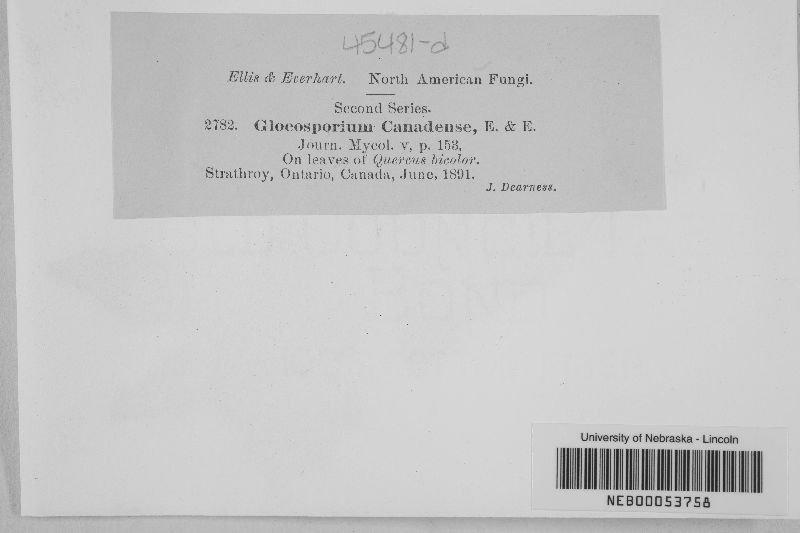 45481-d
Ellis & Everhart. North American Fungi.
Second Series.
2782. Gloeosporium Canadense, E. & E.
Journ. Mycol. v, p. 153,
On leaves of Quercus bicolor.
Strathroy, Ontario, Canada, June, 1891.
J. Dearness.
University of Nebraska - Lincoln
NEB00053758